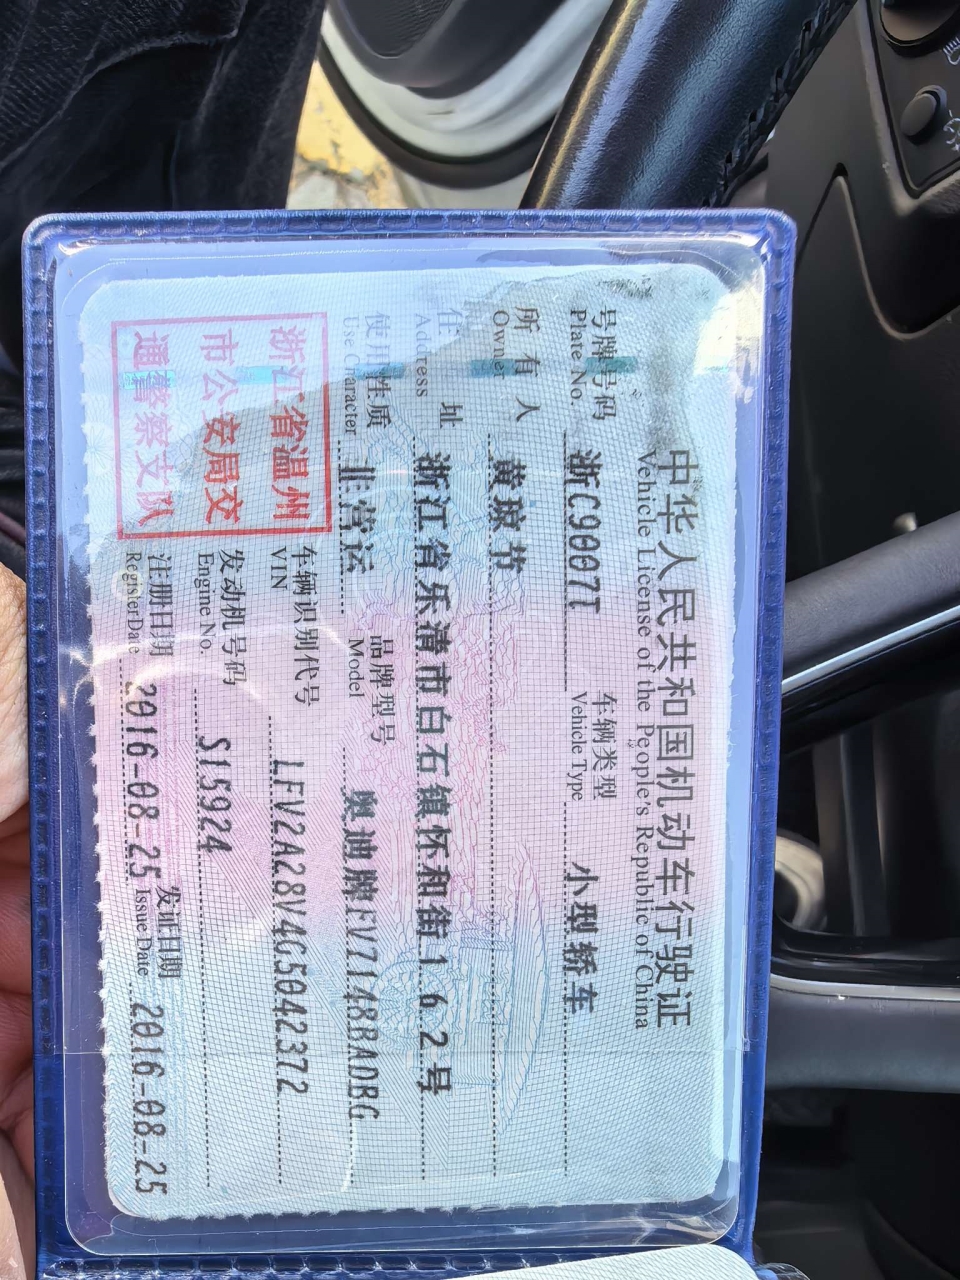 中华人民共和国机动车行驶证
Vehicle License of the People's Republic of China
号牌号码 浙C9007T 车辆类型 小型轿车
Plate No. Vehicle Type
所有人 黄玻节
Owner
住址 浙江省乐清市白石镇怀和街162号
Address
使用性质 非营运 品牌型号 奥迪牌FV7148BADBG
Use Character Model
浙江省温州市公安局交通警察支队
车辆识别代号 LFV2A28V4G5042372
VIN
发动机号码 S15924
Engine No.
注册日期 2016-08-25 发证日期 2016-08-25
Register Date Issue Date